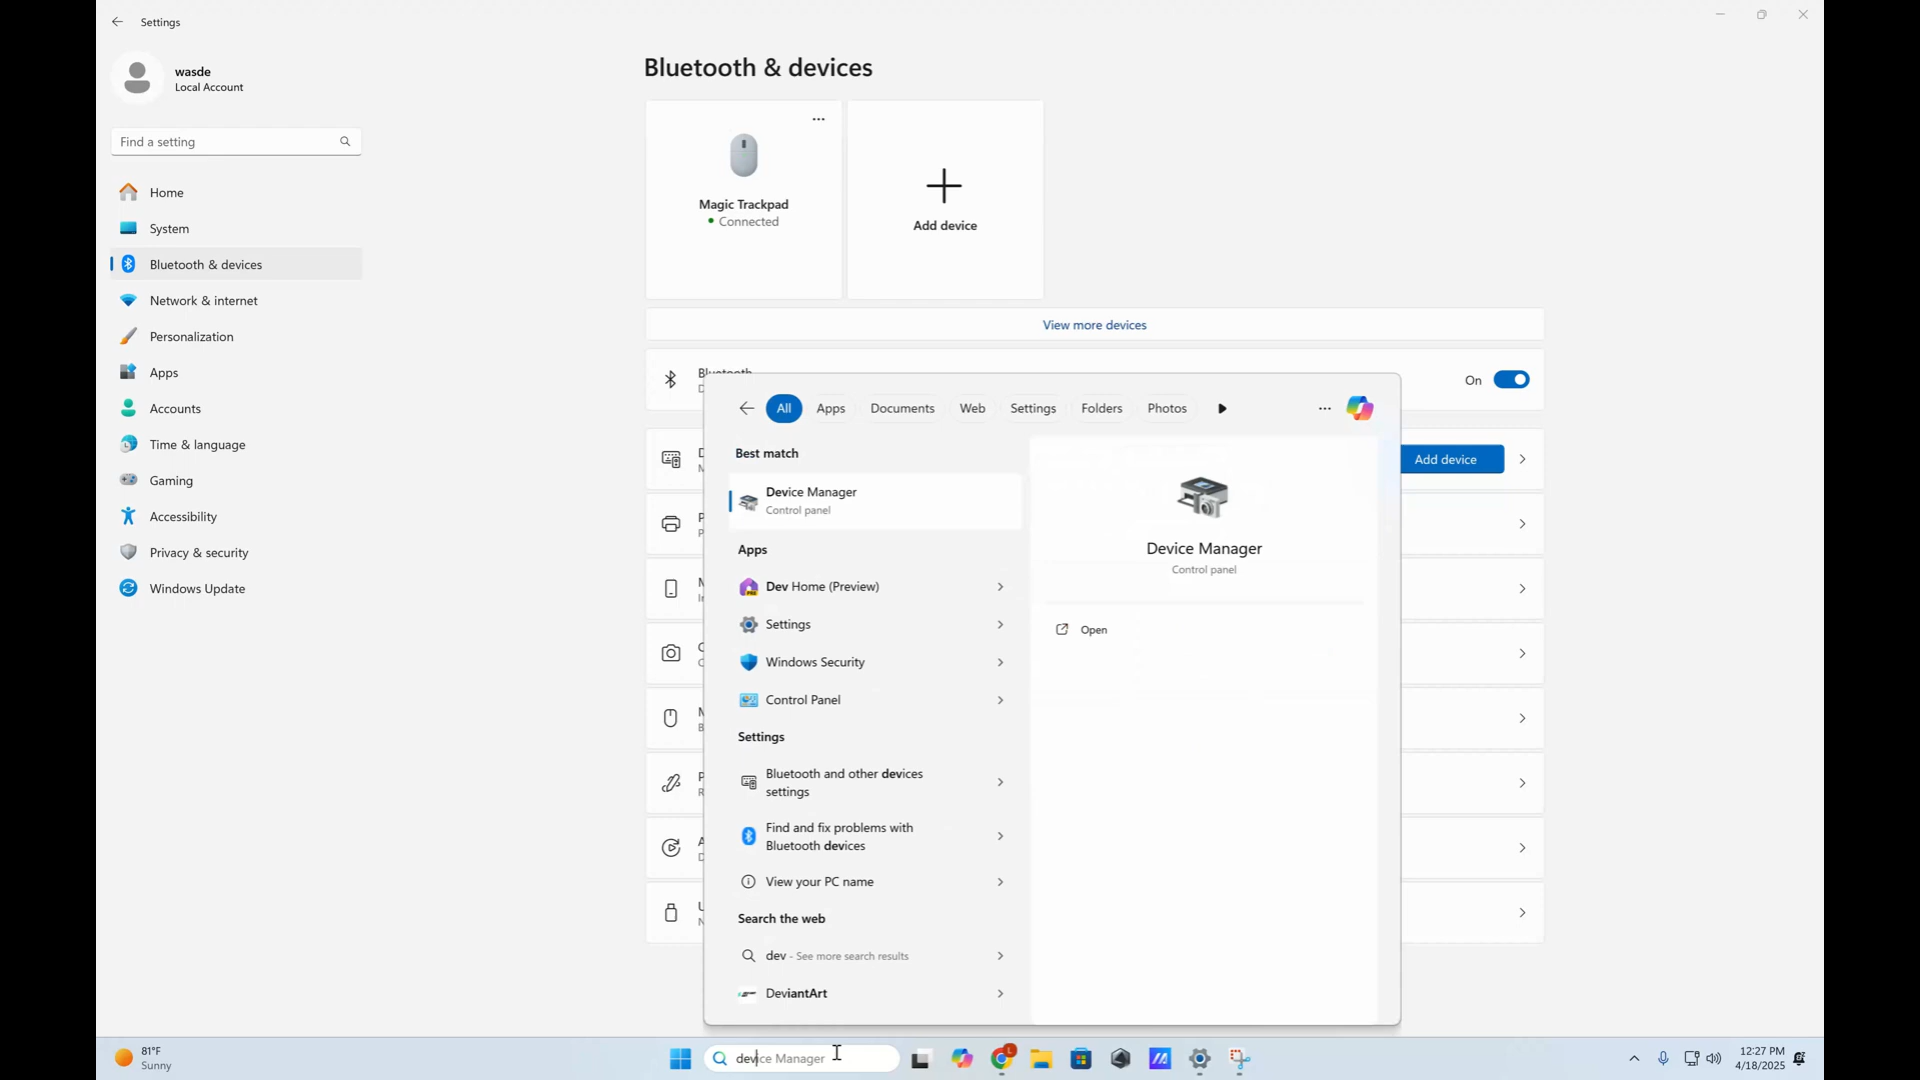 Settings
wasde
Local Account
Find a setting
Home
System
Bluetooth & devices
Network & internet
Personalization
Apps
Accounts
Time & language
Gaming
Accessibility
Privacy & security
Windows Update
Bluetooth & devices
Magic Trackpad
Connected
Add device
View more devices
Bluetooth
On
Add device
All
Apps
Documents
Web
Settings
Folders
Photos
Best match
Device Manager
Control panel
Apps
Dev Home (Preview)
Settings
Windows Security
Control Panel
Settings
Bluetooth and other devices
settings
Find and fix problems with
Bluetooth devices
View your PC name
Search the web
dev - See more search results
DeviantArt
Device Manager
Control panel
Open
81°F
Sunny
device Manager
12:27 PM
4/18/2025